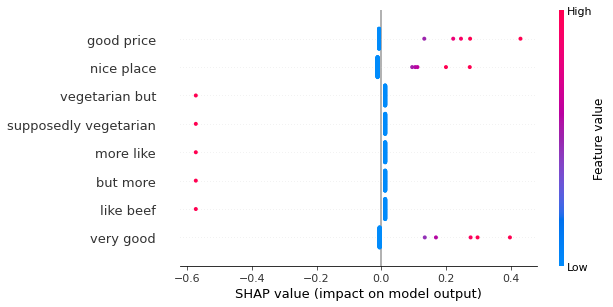 High
good price
nice place
vegetarian but
supposedly vegetarian
more like
but more
like beef
very good
Feature value
Low
−0.6 −0.4 −0.2 0.0 0.2 0.4
SHAP value (impact on model output)